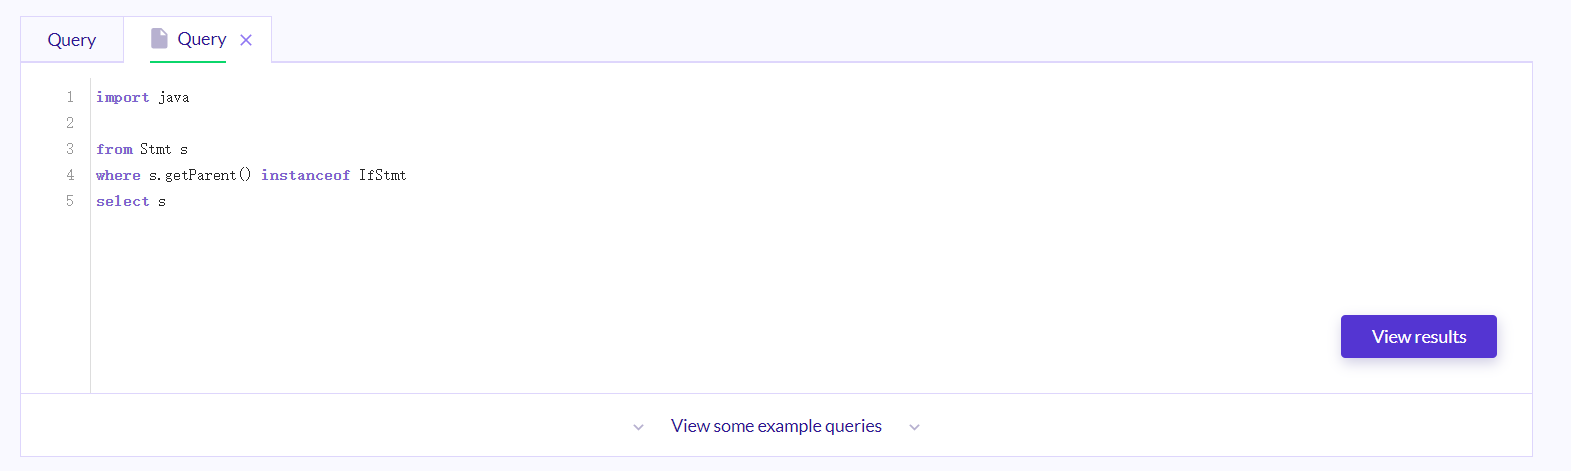 Query
Query
1 import java
2
3 from Stmt s
4 where s.getParent() instanceof IfStmt
5 select s
View results
View some example queries